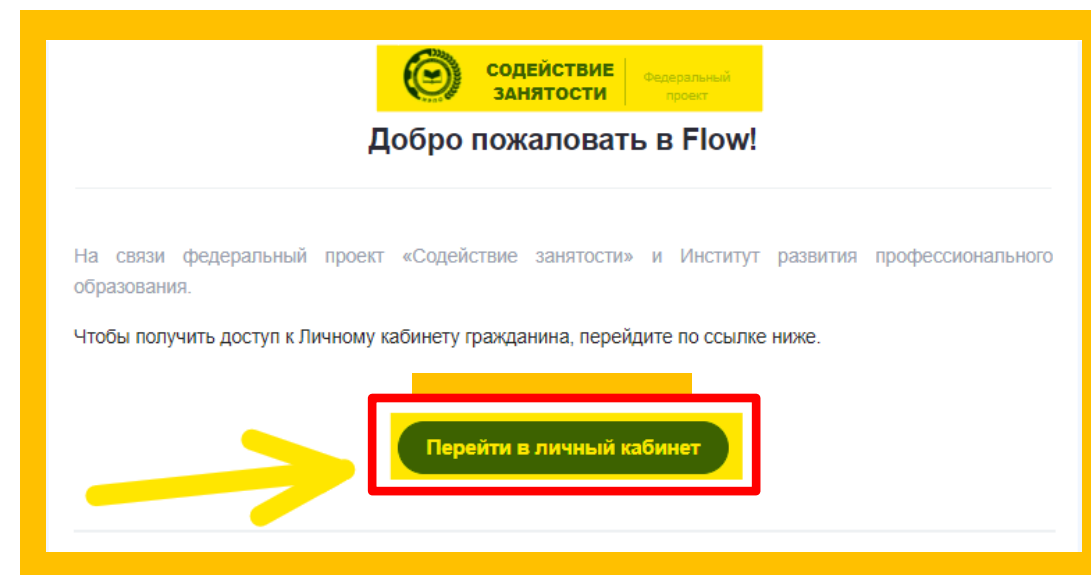 СОДЕЙСТВИЕ
ЗАНЯТОСТИ
Федеральный
проект
Добро пожаловать в Flow!
На связи федеральный проект «Содействие занятости» и Институт развития профессионального
образования.
Чтобы получить доступ к Личному кабинету гражданина, перейдите по ссылке ниже.
Перейти в личный кабинет